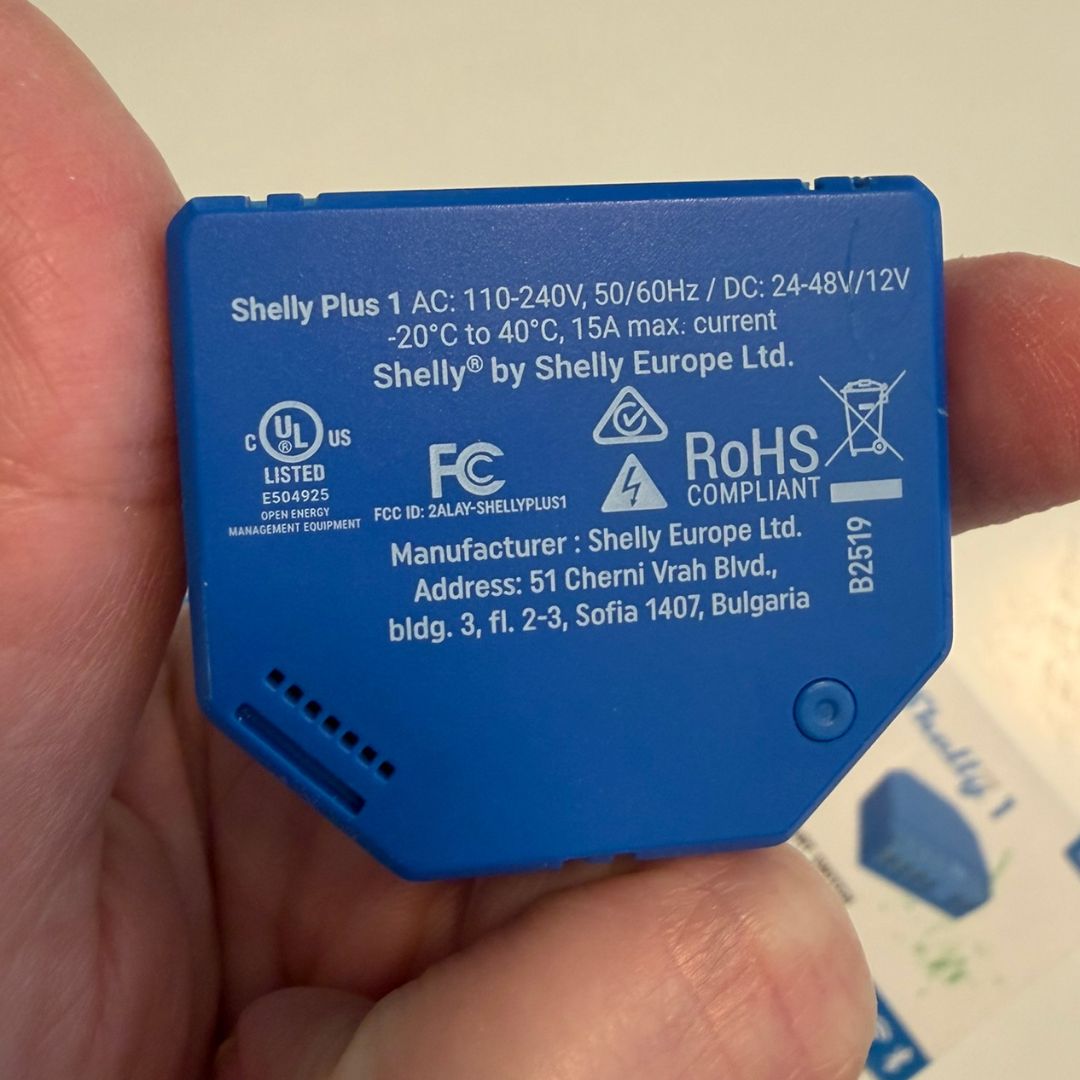 Shelly Plus 1 AC: 110-240V, 50/60Hz / DC: 24-48V/12V
-20°C to 40°C, 15A max. current
Shelly® by Shelly Europe Ltd.
C UL® US
LISTED
E504925
OPEN ENERGY
MANAGEMENT EQUIPMENT
FC
FCC ID: 2ALAY-SHELLYPLUS1
RoHS
COMPLIANT
Manufacturer : Shelly Europe Ltd.
Address: 51 Cherni Vrah Blvd.,
bldg. 3, fl. 2-3, Sofia 1407, Bulgaria
B2519
Shelly 1